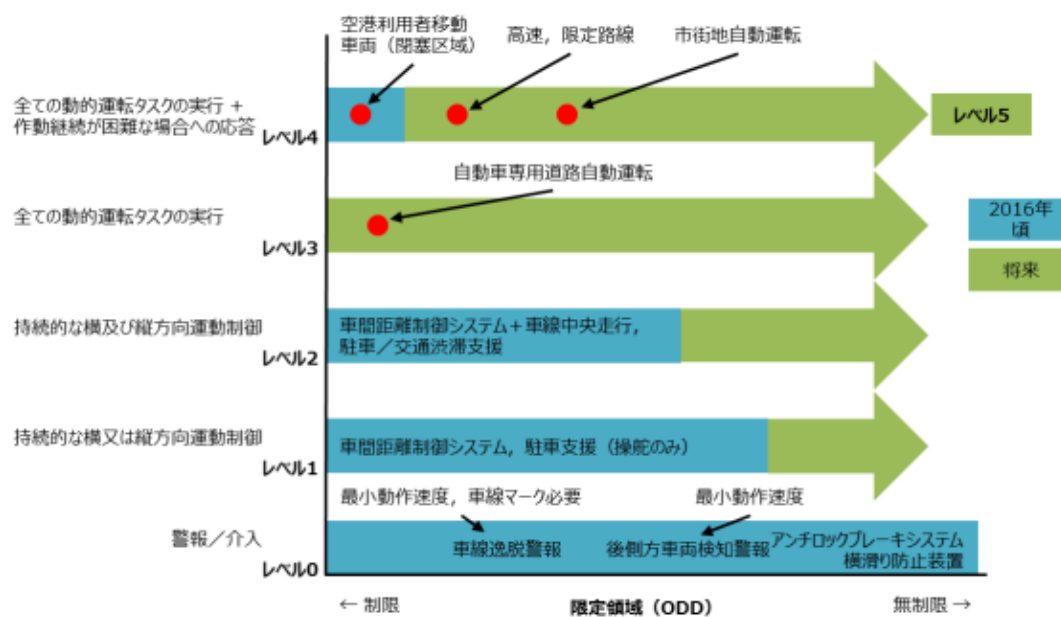 空港利用者移動
車両（閉塞区域）
高速，限定路線
市街地自動運転
全ての動的運転タスクの実行 +
作動継続が困難な場合への応答
レベル4
レベル5
自動車専用道路自動運転
全ての動的運転タスクの実行
レベル3
2016年
頃
将来
持続的な横及び縦方向運動制御
レベル2
車間距離制御システム＋車線中央走行，
駐車／交通渋滞支援
持続的な横又は縦方向運動制御
レベル1
車間距離制御システム，駐車支援（操舵のみ）
最小動作速度，車線マーク必要
最小動作速度
警報／介入
レベル0
車線逸脱警報
後側方車両検知警報
アンチロックブレーキシステム
横滑り防止装置
← 制限
限定領域（ODD）
無制限 →